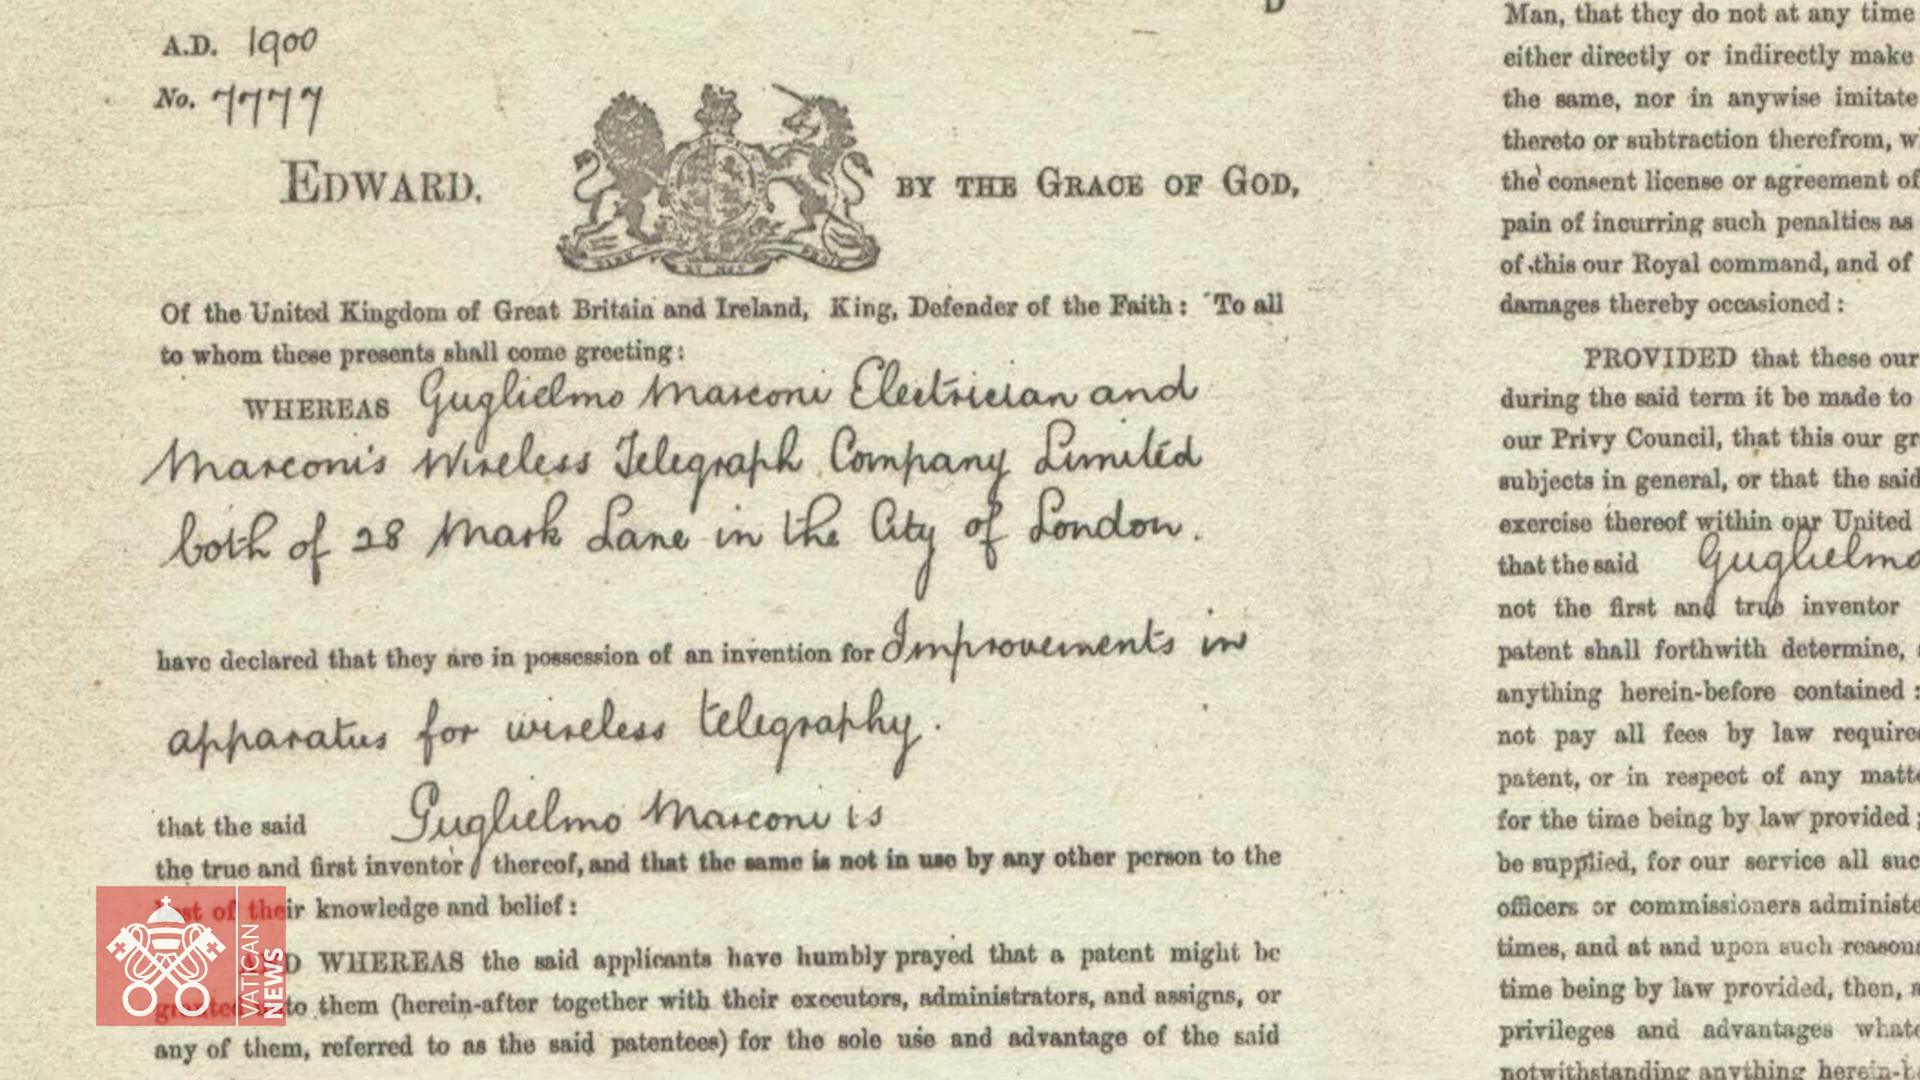 A.D. 1900
No. 7777
EDWARD, BY THE GRACE OF GOD,
Of the United Kingdom of Great Britain and Ireland, King, Defender of the Faith: To all
to whom these presents shall come greeting:
WHEREAS Guglielmo Marconi Electrician and
Marconi's Wireless Telegraph Company Limited
both of 28 Mark Lane in the City of London.
have declared that they are in possession of an invention for Improvements in
apparatus for wireless telegraphy.
that the said Guglielmo Marconi is
the true and first inventor thereof, and that the same is not in use by any other person to the
best of their knowledge and belief:
WHEREAS the said applicants have humbly prayed that a patent might be
granted to them (herein-after together with their executors, administrators, and assigns, or
any of them, referred to as the said patentees) for the sole use and advantage of the said
Man, that they do not at any time
either directly or indirectly make
the same, nor in anywise imitate
thereto or subtraction therefrom, w
the consent license or agreement of
pain of incurring such penalties as
of this our Royal command, and of
damages thereby occasioned:
PROVIDED that these our
during the said term it be made to
our Privy Council, that this our gr
subjects in general, or that the said
exercise thereof within our United
that the said Guglielmo
not the first and true inventor
patent shall forthwith determine,
anything herein-before contained:
not pay all fees by law require
patent, or in respect of any matt
for the time being by law provided;
be supplied, for our service all suc
officers or commissioners administe
times, and at and upon such reason
time being by law provided, then,
privileges and advantages what
notwithstanding anything herein-b
VATICAN
NEWS